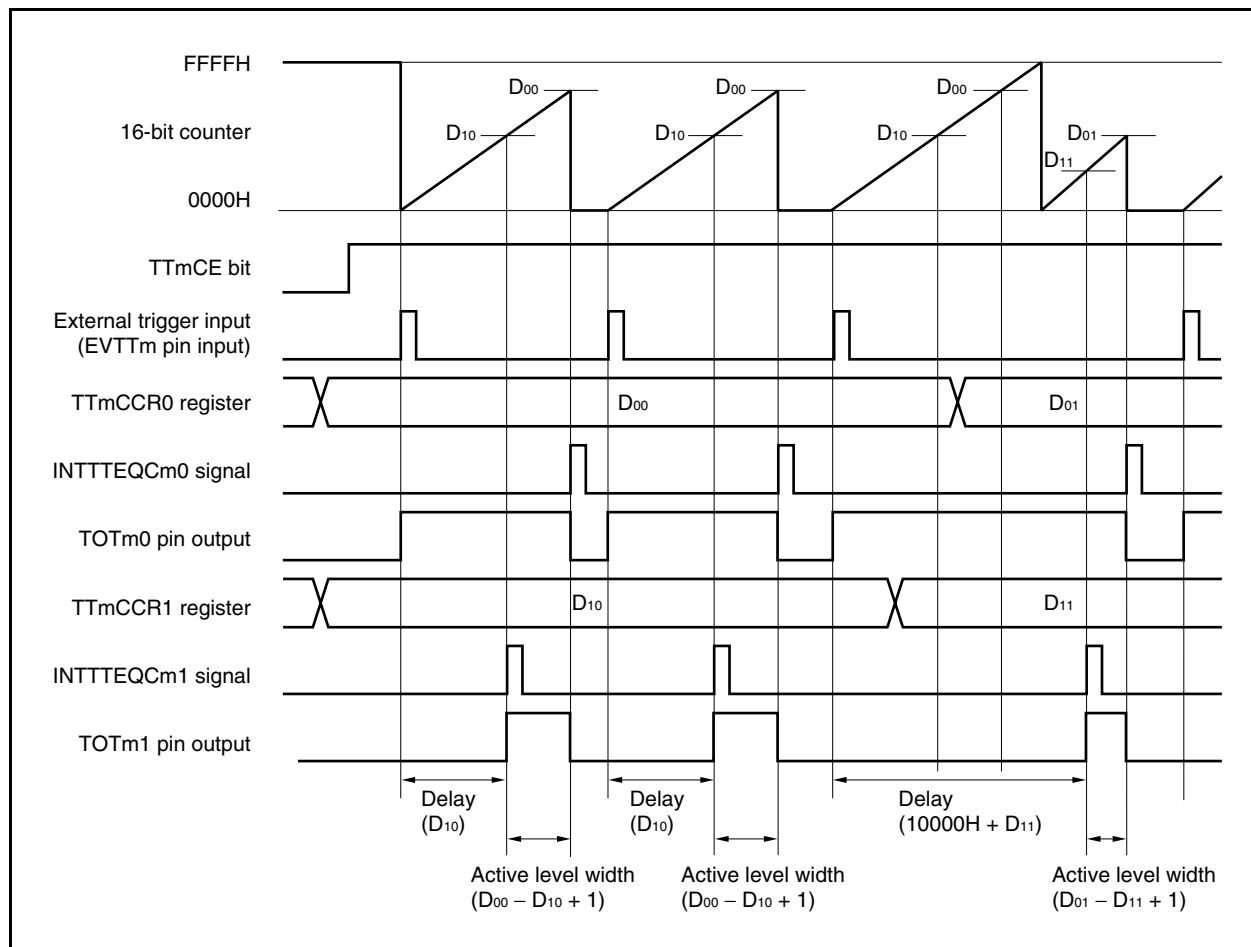 FFFFH
D00
D00
D00
16-bit counter
D10
D10
D10
D01
D11
0000H
TTmCE bit
External trigger input
(EVTTm pin input)
TTmCCR0 register
D00
D01
INTTTEQCm0 signal
TOTm0 pin output
TTmCCR1 register
D10
D11
INTTTEQCm1 signal
TOTm1 pin output
Delay
(D10)
Delay
(D10)
Delay
(10000H + D11)
Active level width
(D00 − D10 + 1)
Active level width
(D00 − D10 + 1)
Active level width
(D01 − D11 + 1)